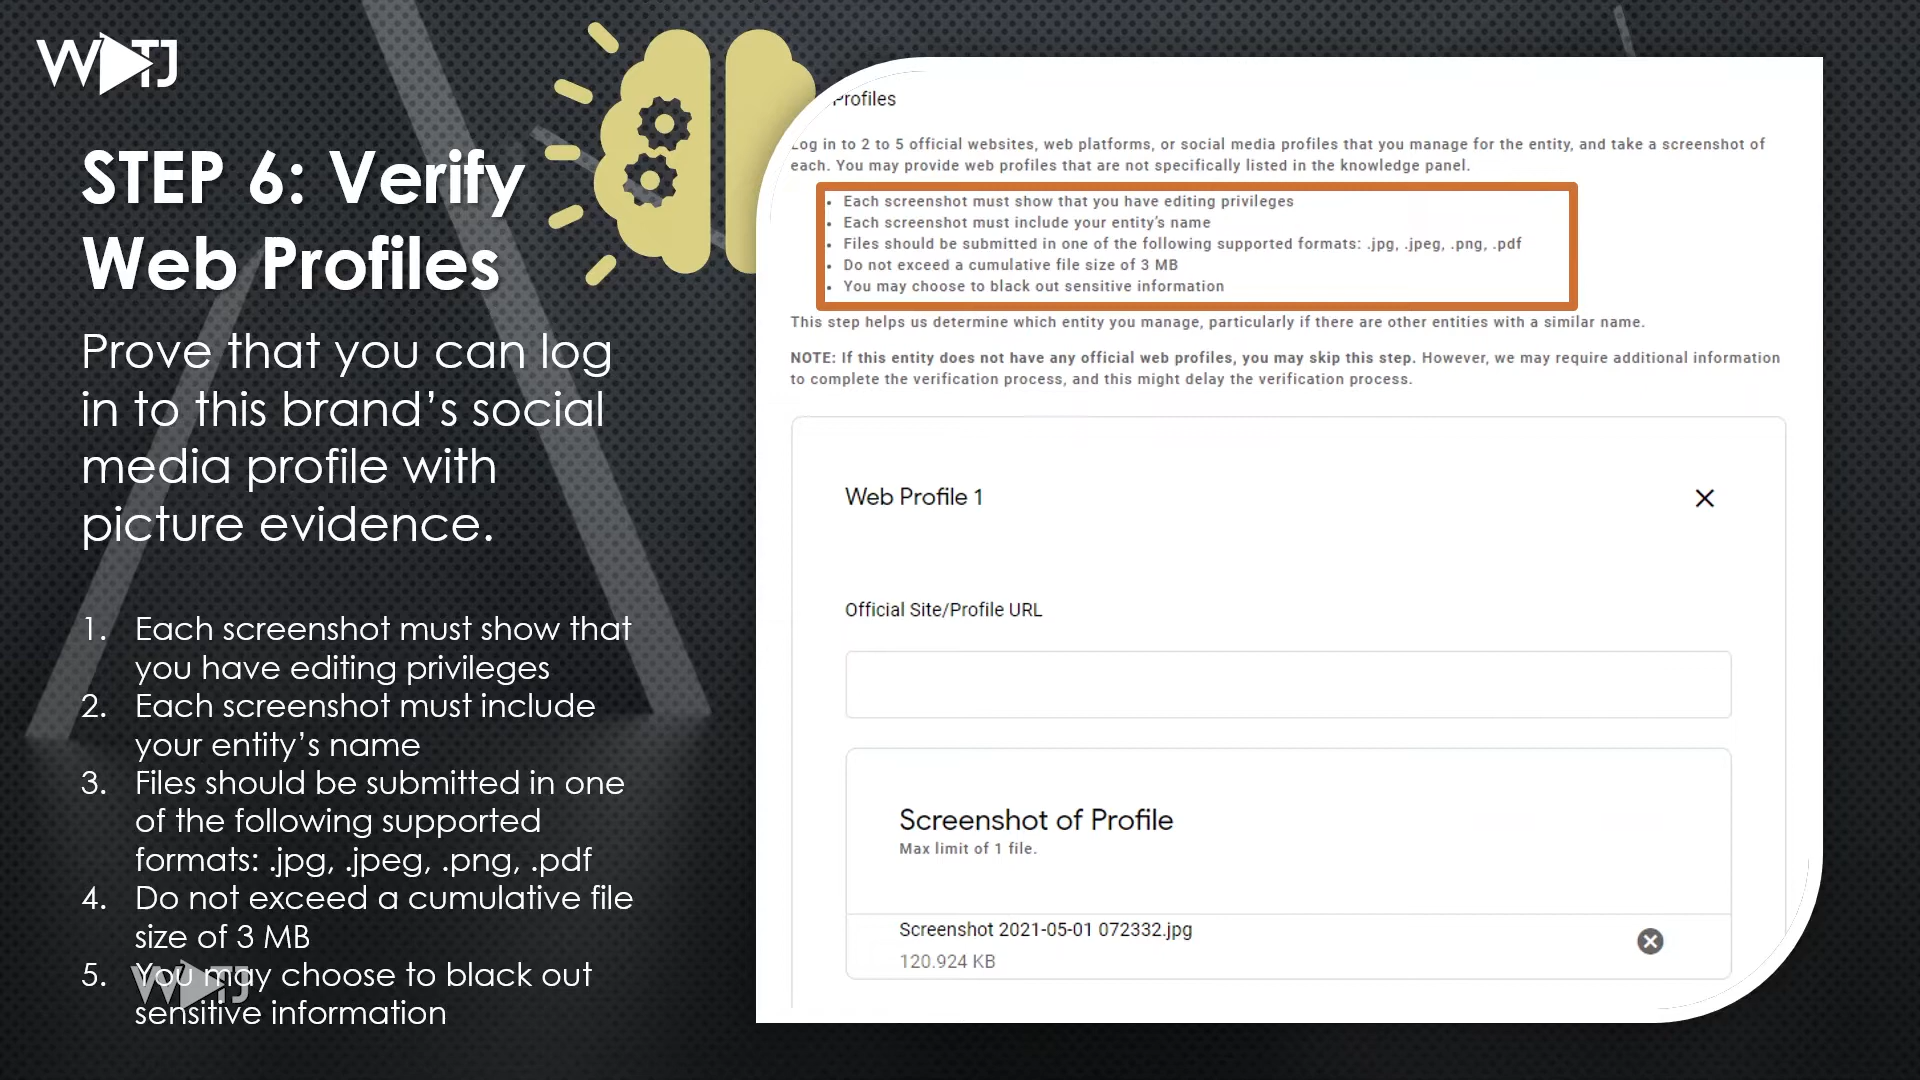 W TJ
STEP 6: Verify
Web Profiles
Prove that you can log
in to this brand’s social
media profile with
picture evidence.
1. Each screenshot must show that
you have editing privileges
2. Each screenshot must include
your entity’s name
3. Files should be submitted in one
of the following supported
formats: .jpg, .jpeg, .png, .pdf
4. Do not exceed a cumulative file
size of 3 MB
5. You may choose to black out
sensitive information
W TJ
Profiles
Log in to 2 to 5 official websites, web platforms, or social media profiles that you manage for the entity, and take a screenshot of
each. You may provide web profiles that are not specifically listed in the knowledge panel.
• Each screenshot must show that you have editing privileges
• Each screenshot must include your entity’s name
• Files should be submitted in one of the following supported formats: .jpg, .jpeg, .png, .pdf
• Do not exceed a cumulative file size of 3 MB
• You may choose to black out sensitive information
This step helps us determine which entity you manage, particularly if there are other entities with a similar name.
NOTE: If this entity does not have any official web profiles, you may skip this step. However, we may require additional information
to complete the verification process, and this might delay the verification process.
Web Profile 1
Official Site/Profile URL
Screenshot of Profile
Max limit of 1 file.
Screenshot 2021-05-01 072332.jpg
120.924 KB